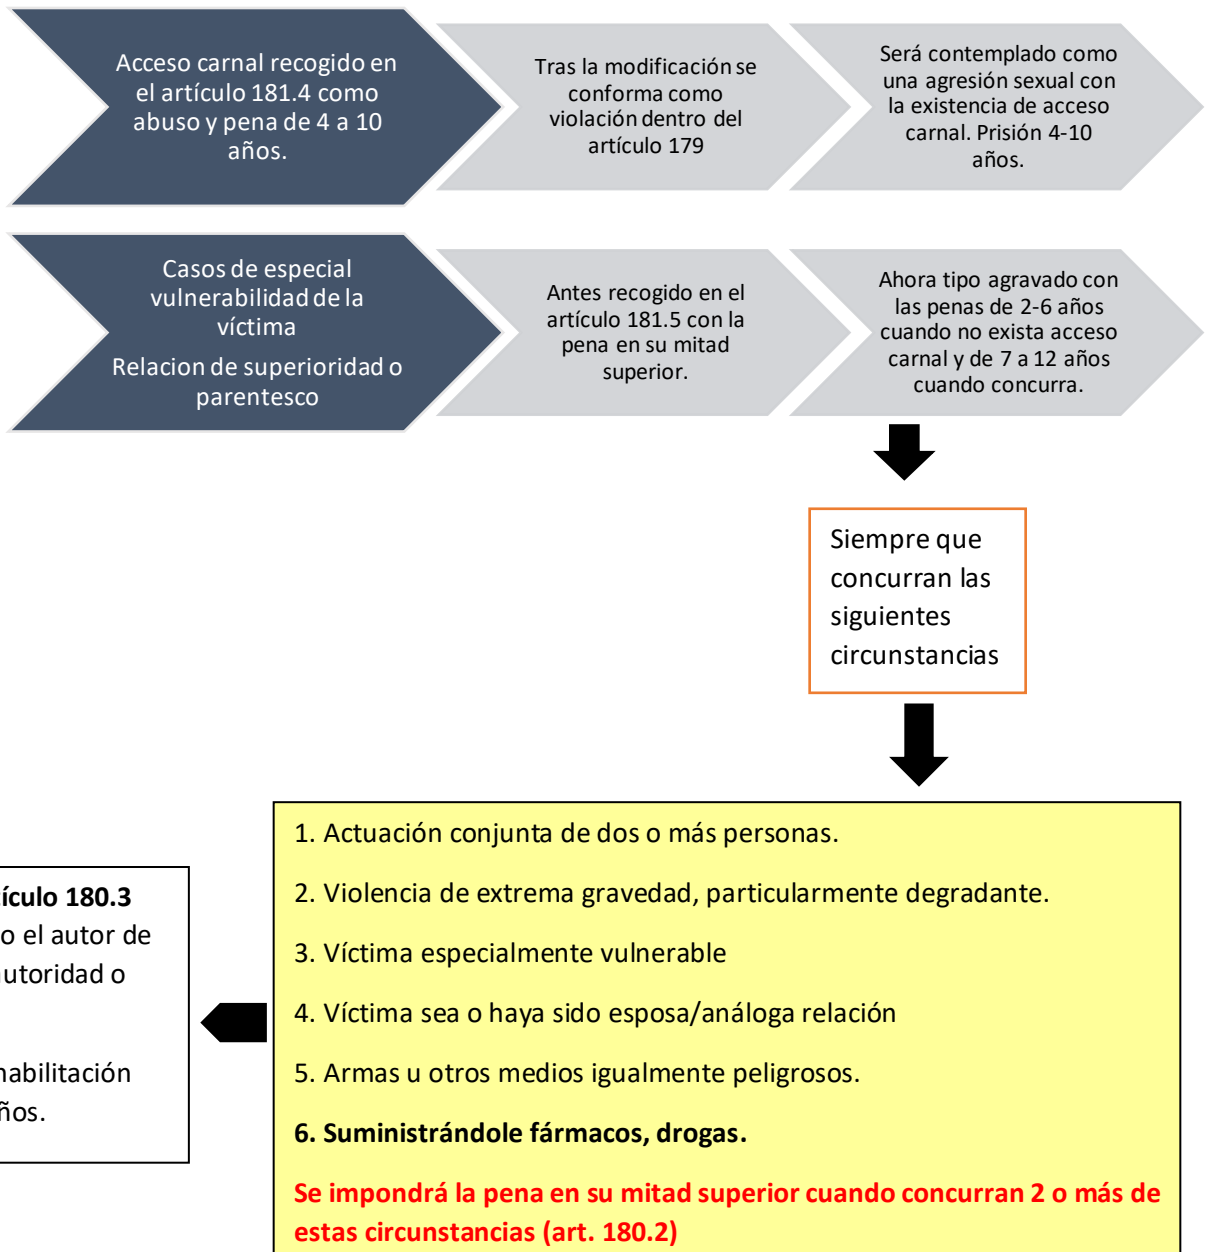 Acceso carnal recogido en
el artículo 181.4 como
abuso y pena de 4 a 10
años.
Tras la modificación se
conforma como
violación dentro del
artículo 179
Será contemplado como
una agresión sexual con
la existencia de acceso
carnal. Prisión 4-10
años.
Casos de especial
vulnerabilidad de la
víctima
Relacion de superioridad o
parentesco
Antes recogido en el
artículo 181.5 con la
pena en su mitad
superior.
Ahora tipo agravado con
las penas de 2-6 años
cuando no exista acceso
carnal y de 7 a 12 años
cuando concurra.
Siempre que
concurran las
siguientes
circunstancias
1. Actuación conjunta de dos o más personas.
2. Violencia de extrema gravedad, particularmente degradante.
3. Víctima especialmente vulnerable
4. Víctima sea o haya sido esposa/análoga relación
5. Armas u otros medios igualmente peligrosos.
6. Suministrándole fármacos, drogas.
Se impondrá la pena en su mitad superior cuando concurran 2 o más de
estas circunstancias (art. 180.2)
tículo 180.3
o el autor de
autoridad o
habilitación
ños.